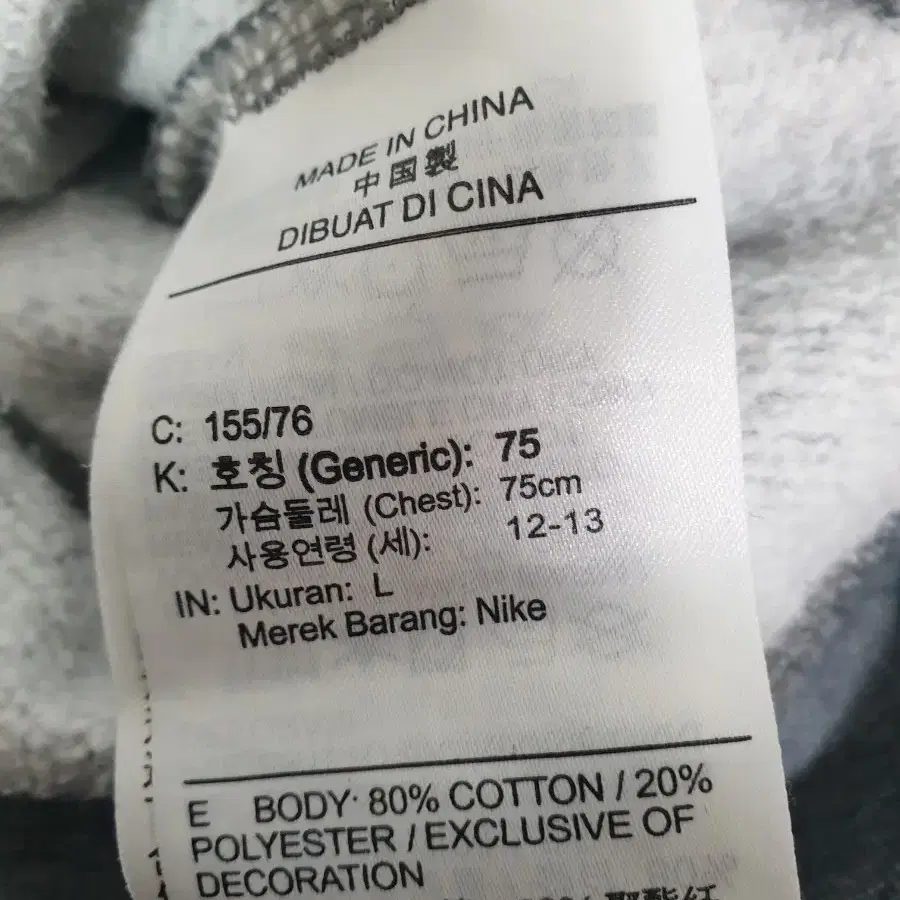 MADE IN CHINA
中国製
DIBUAT DI CINA
C: 155/76
K: 호칭 (Generic): 75
가슴둘레 (Chest): 75cm
사용연령 (세): 12-13
IN: Ukuran: L
Merek Barang: Nike
E BODY: 80% COTTON / 20%
POLYESTER / EXCLUSIVE OF
DECORATION